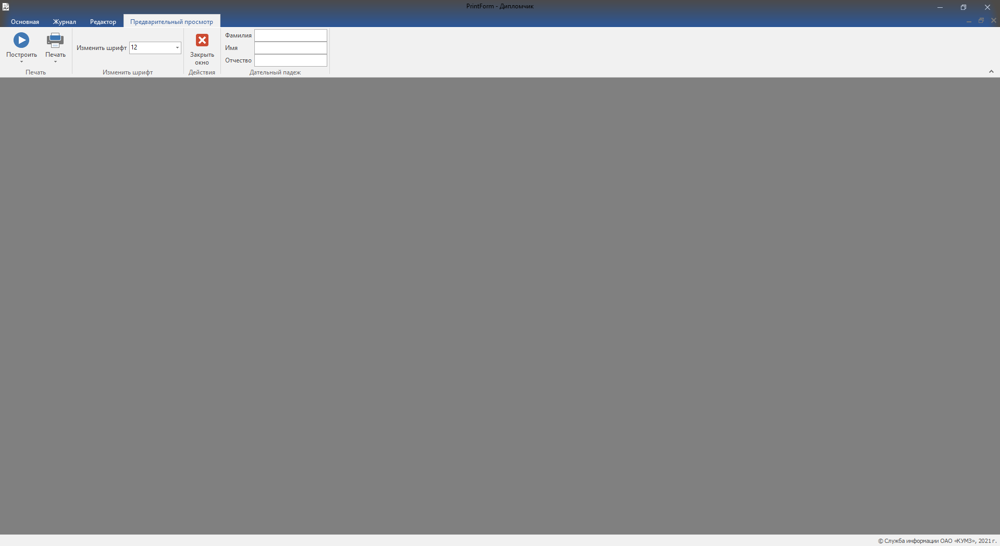 PrintForm - Дипломчик
Основная Журнал Редактор Предварительный просмотр
Построить
Печать
Печать
Изменить шрифт 12
Изменить шрифт
Закрыть
окно
Действия
Фамилия
Имя
Отчество
Дательный падеж
© Служба информации ОАО «КУМЗ», 2021 г.